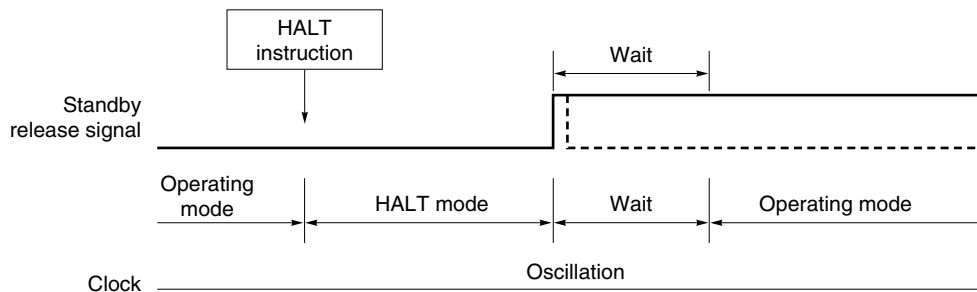 HALT
instruction
Wait
Standby
release signal
Operating
mode
HALT mode
Wait
Operating mode
Oscillation
Clock